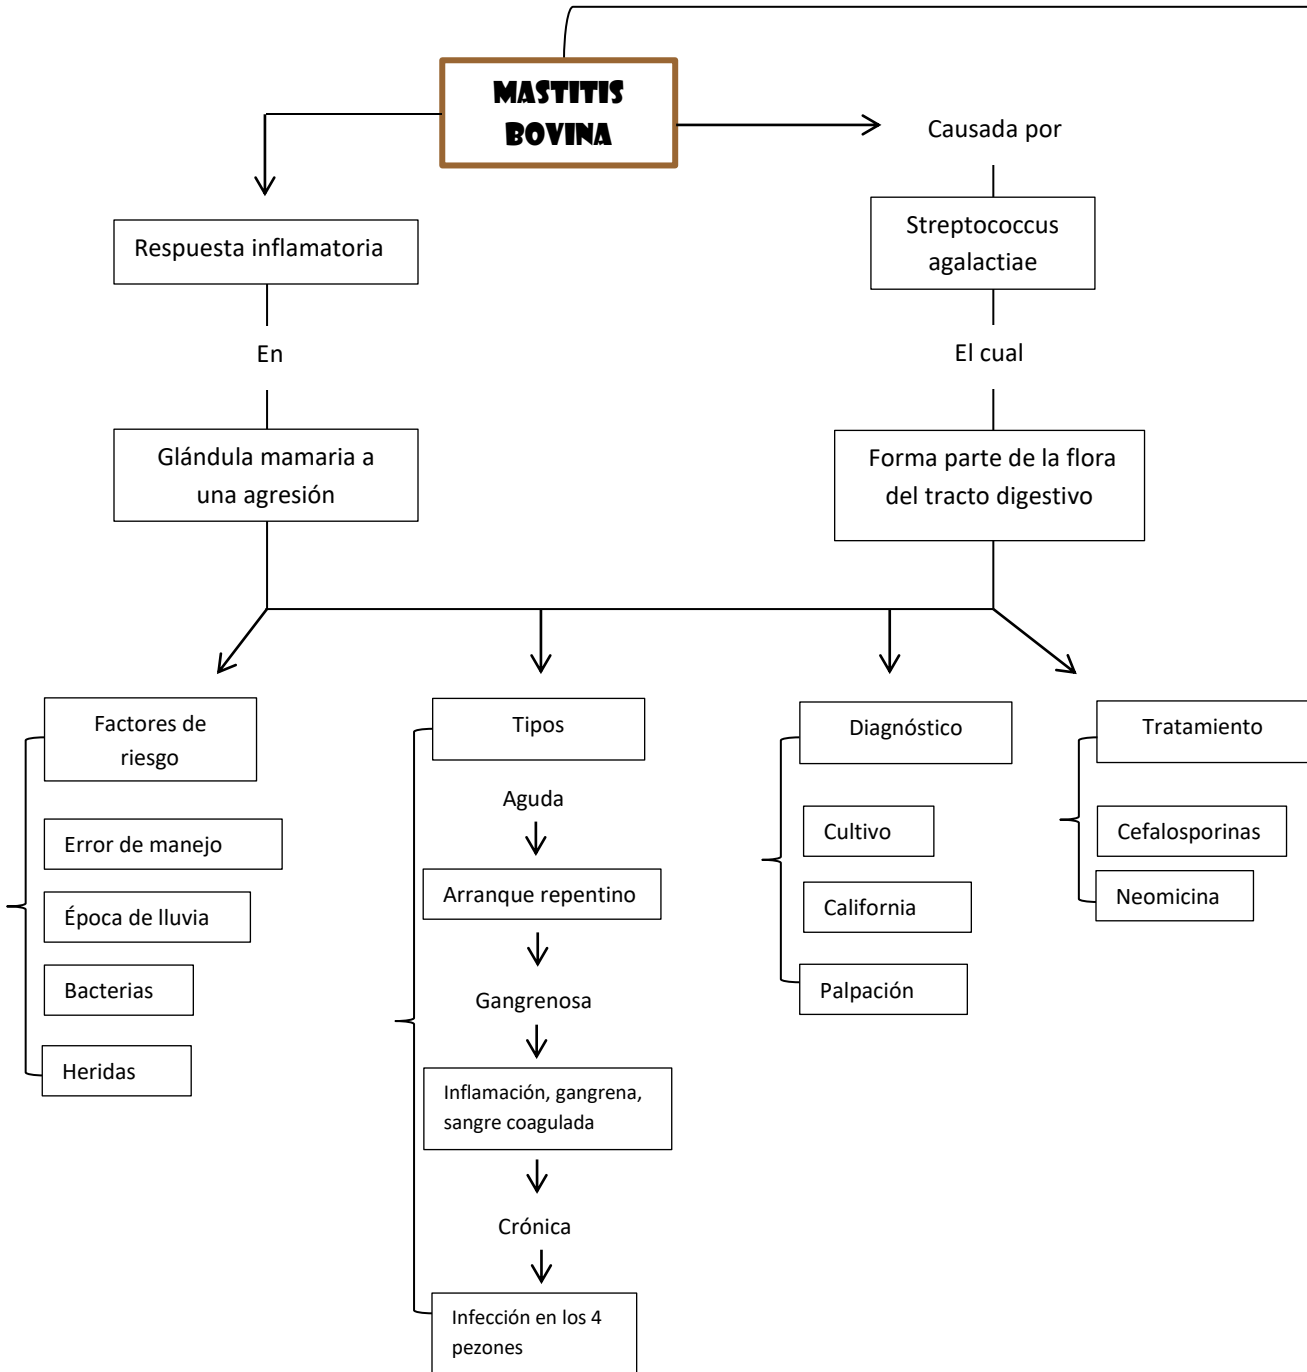 MASTITIS
BOVINA
Causada por
Respuesta inflamatoria
Streptococcus
agalactiae
En
El cual
Glándula mamaria a
una agresión
Forma parte de la flora
del tracto digestivo
Factores de
riesgo
Error de manejo
Época de lluvia
Bacterias
Heridas
Tipos
Aguda
Arranque repentino
Gangrenosa
Inflamación, gangrena,
sangre coagulada
Crónica
Infección en los 4
pezones
Diagnóstico
Cultivo
California
Palpación
Tratamiento
Cefalosporinas
Neomicina